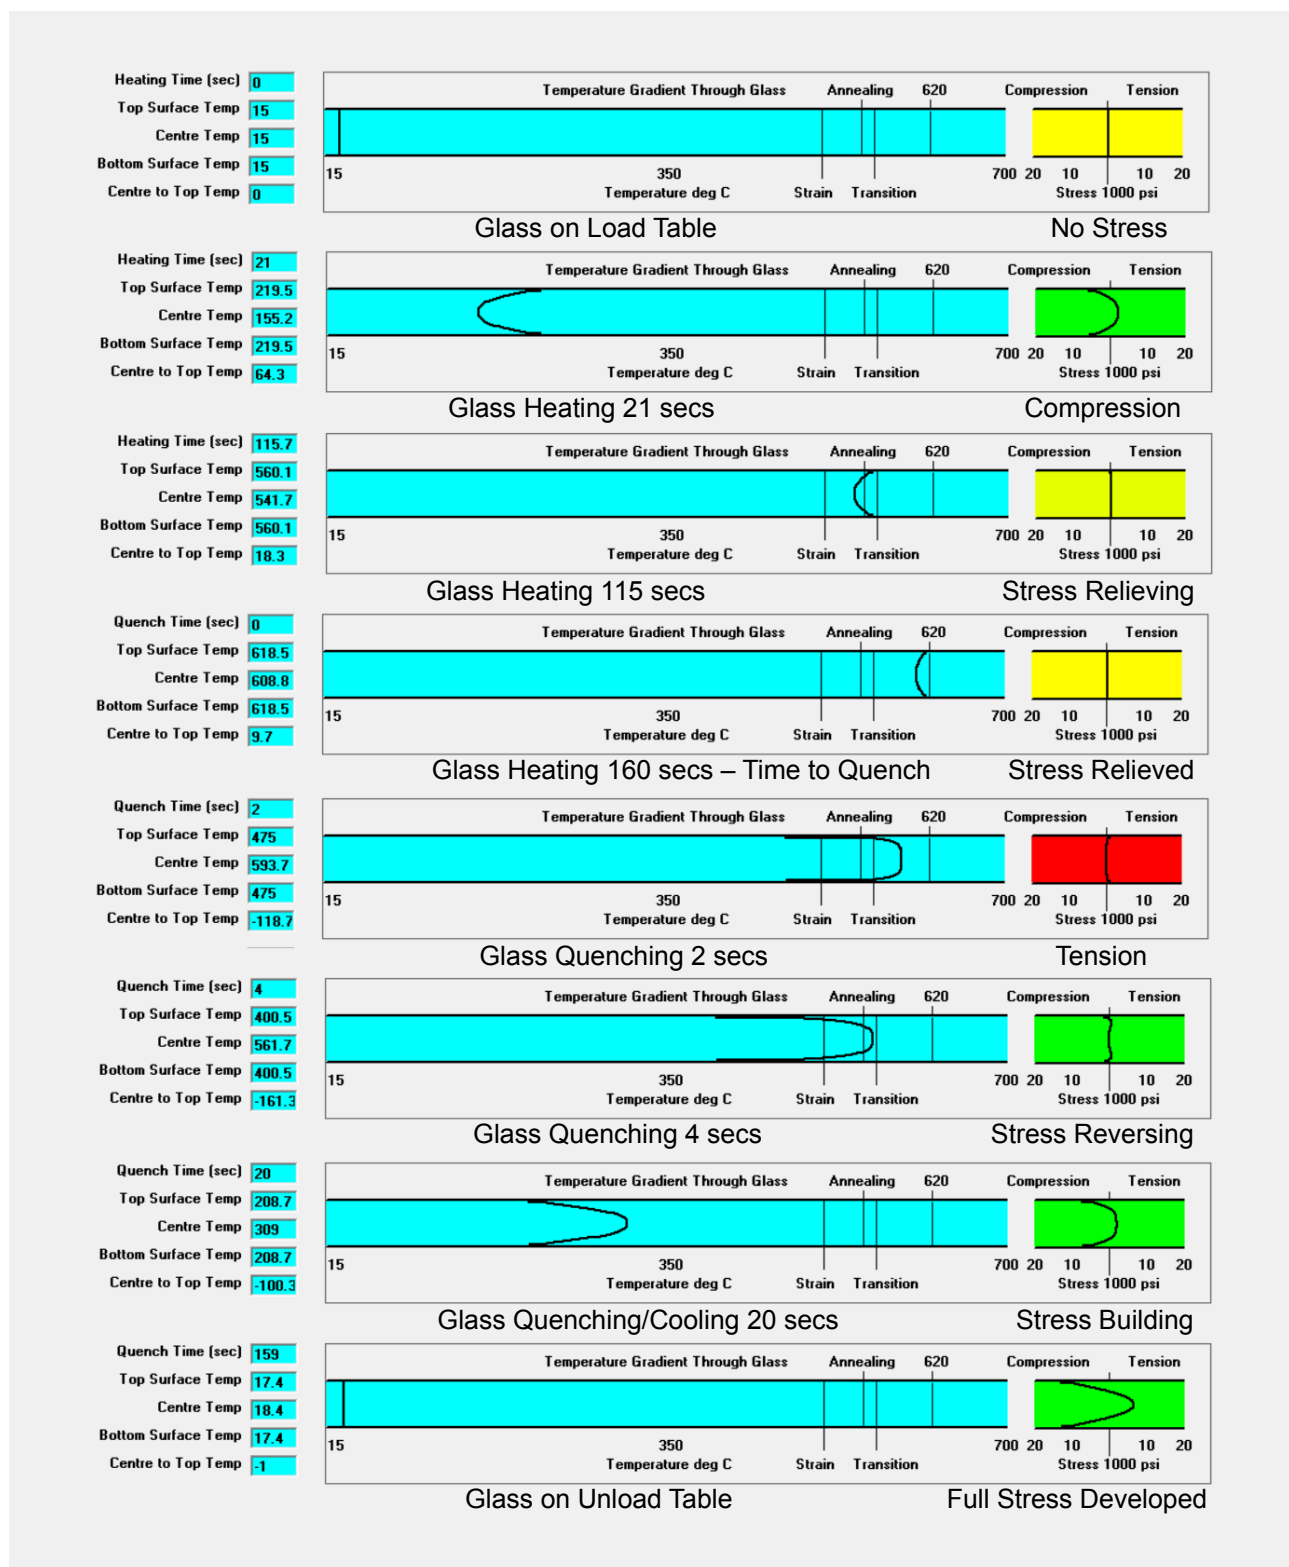 Heating Time (sec) 0
Top Surface Temp 15
Centre Temp 15
Bottom Surface Temp 15
Centre to Top Temp 0
Temperature Gradient Through Glass Annealing 620 Compression Tension
15 350 700 20 10 10 20
Temperature deg C Strain Transition Stress 1000 psi
Glass on Load Table No Stress
Heating Time (sec) 21
Top Surface Temp 219.5
Centre Temp 155.2
Bottom Surface Temp 219.5
Centre to Top Temp 64.3
Temperature Gradient Through Glass Annealing 620 Compression Tension
15 350 700 20 10 10 20
Temperature deg C Strain Transition Stress 1000 psi
Glass Heating 21 secs Compression
Heating Time (sec) 115.7
Top Surface Temp 560.1
Centre Temp 541.7
Bottom Surface Temp 560.1
Centre to Top Temp 18.3
Temperature Gradient Through Glass Annealing 620 Compression Tension
15 350 700 20 10 10 20
Temperature deg C Strain Transition Stress 1000 psi
Glass Heating 115 secs Stress Relieving
Quench Time (sec) 0
Top Surface Temp 618.5
Centre Temp 608.8
Bottom Surface Temp 618.5
Centre to Top Temp 9.7
Temperature Gradient Through Glass Annealing 620 Compression Tension
15 350 700 20 10 10 20
Temperature deg C Strain Transition Stress 1000 psi
Glass Heating 160 secs – Time to Quench Stress Relieved
Quench Time (sec) 2
Top Surface Temp 475
Centre Temp 593.7
Bottom Surface Temp 475
Centre to Top Temp -118.7
Temperature Gradient Through Glass Annealing 620 Compression Tension
15 350 700 20 10 10 20
Temperature deg C Strain Transition Stress 1000 psi
Glass Quenching 2 secs Tension
Quench Time (sec) 4
Top Surface Temp 400.5
Centre Temp 561.7
Bottom Surface Temp 400.5
Centre to Top Temp -161.3
Temperature Gradient Through Glass Annealing 620 Compression Tension
15 350 700 20 10 10 20
Temperature deg C Strain Transition Stress 1000 psi
Glass Quenching 4 secs Stress Reversing
Quench Time (sec) 20
Top Surface Temp 208.7
Centre Temp 309
Bottom Surface Temp 208.7
Centre to Top Temp -100.3
Temperature Gradient Through Glass Annealing 620 Compression Tension
15 350 700 20 10 10 20
Temperature deg C Strain Transition Stress 1000 psi
Glass Quenching/Cooling 20 secs Stress Building
Quench Time (sec) 159
Top Surface Temp 17.4
Centre Temp 18.4
Bottom Surface Temp 17.4
Centre to Top Temp -1
Temperature Gradient Through Glass Annealing 620 Compression Tension
15 350 700 20 10 10 20
Temperature deg C Strain Transition Stress 1000 psi
Glass on Unload Table Full Stress Developed